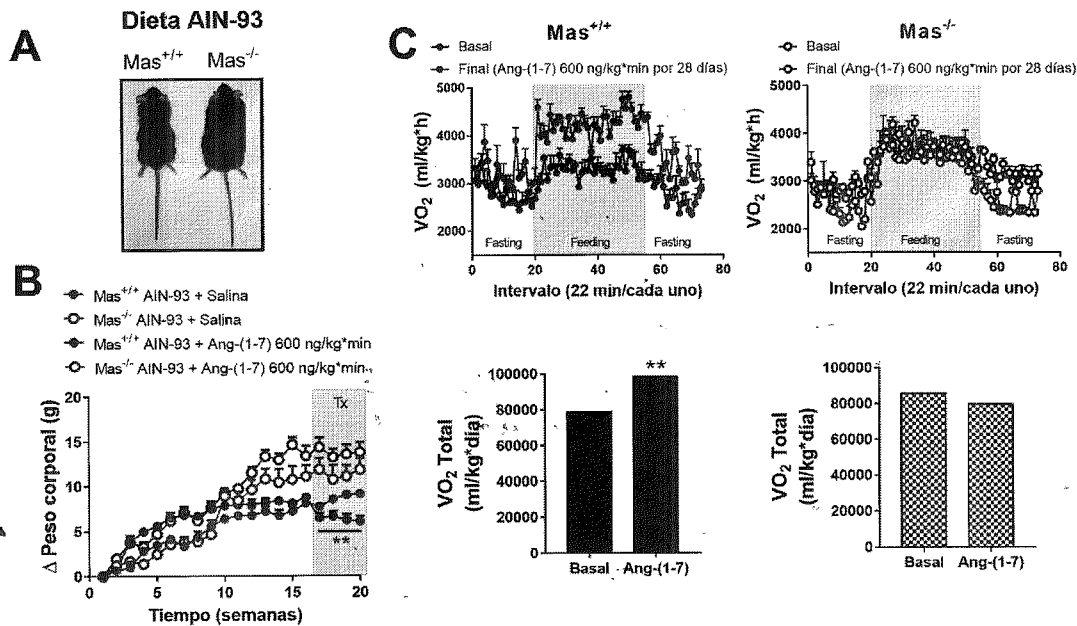 A
Dieta AIN-93
Mas+/+ Mas-/-
B
Mas+/+ AIN-93 + Salina
Mas-/- AIN-93 + Salina
Mas+/+ AIN-93 + Ang-(1-7) 600 ng/kg*min
Mas-/- AIN-93 + Ang-(1-7) 600 ng/kg*min
Δ Peso corporal (g)
20
15
10
5
0
Tx
**
0 5 10 15 20
Tiempo (semanas)
C
Mas+/+
Basal
Final (Ang-(1-7) 600 ng/kg*min por 28 días)
VO2 (ml/kg*h)
5000
4000
3000
2000
Fasting Feeding Fasting
0 20 40 60 80
Intervalo (22 min/cada uno)
Mas-/-
Basal
Final (Ang-(1-7) 600 ng/kg*min por 28 días)
VO2 (ml/kg*h)
5000
4000
3000
2000
Fasting Feeding Fasting
0 20 40 60 80
Intervalo (22 min/cada uno)
VO2 Total
(ml/kg*dia)
100000
80000
60000
40000
20000
0
**
Basal Ang-(1-7)
VO2 Total
(ml/kg*dia)
100000
80000
60000
40000
20000
0
Basal Ang-(1-7)